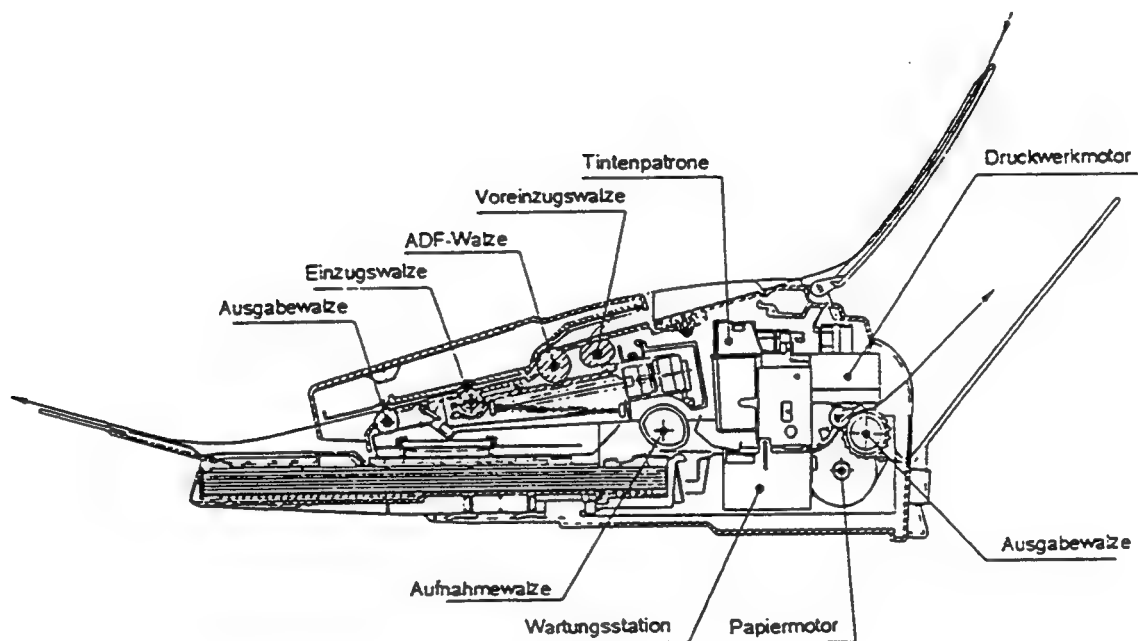 Tintenpatrone
Druckwerkmotor
Voreinzugswalze
ADF-Walze
Einzugswalze
Ausgabewalze
Ausgabewalze
Aufnahmewalze
Wartungsstation
Papiermotor